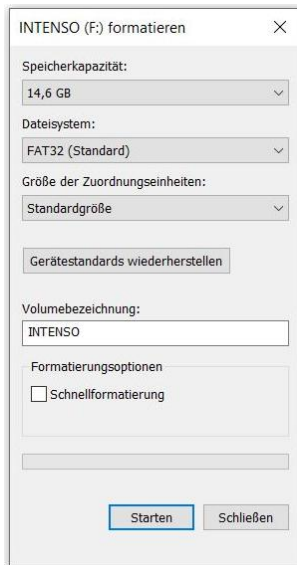 INTENSO (F:) formatieren
Speicherkapazität:
14,6 GB
Dateisystem:
FAT32 (Standard)
Größe der Zuordnungseinheiten:
Standardgröße
Gerätestandards wiederherstellen
Volumebezeichnung:
INTENSO
Formatierungsoptionen
Schnellformatierung
Starten Schließen